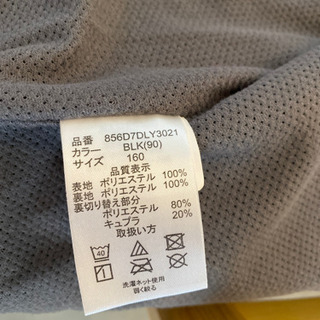 品番 856D7DLY3021
カラー BLK(90)
サイズ 160
品質表示
表地 ポリエステル 100%
裏地 ポリエステル 100%
裏切り替え部分
ポリエステル 80%
キュプラ 20%
取扱い方
40
1
洗濯ネット使用
弱く絞る